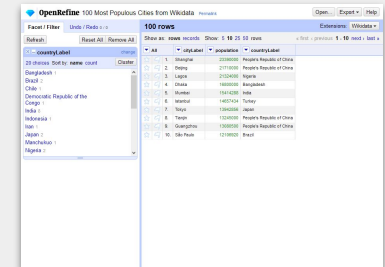 OpenRefine 100 Most Populous Cities from Wikidata Permalink
Open... Export Help
Facet / Filter Undo / Redo 0 / 0
Refresh Reset All Remove All
countryLabel change
29 choices Sort by: name count Cluster
Bangladesh 1
Brazil 3
Chile 1
Democratic Republic of the
Congo 1
India 8
Indonesia 1
Iran 1
Japan 2
Manchukuo 1
Nigeria 2
100 rows
Extensions: Wikidata
Show as: rows records Show: 5 10 25 50 rows
« first ‹ previous 1 - 10 next › last »
All cityLabel population countryLabel
1. Shanghai 23390000 People's Republic of China
2. Beijing 21710000 People's Republic of China
3. Lagos 21324000 Nigeria
4. Dhaka Bangladesh
5. Mumbai 15414288 India
6. Istanbul 14657434 Turkey
7. Tokyo Japan
8. Tianjin 13245000 People's Republic of China
9. Guangzhou 13080500 People's Republic of China
10. São Paulo 12106920 Brazil